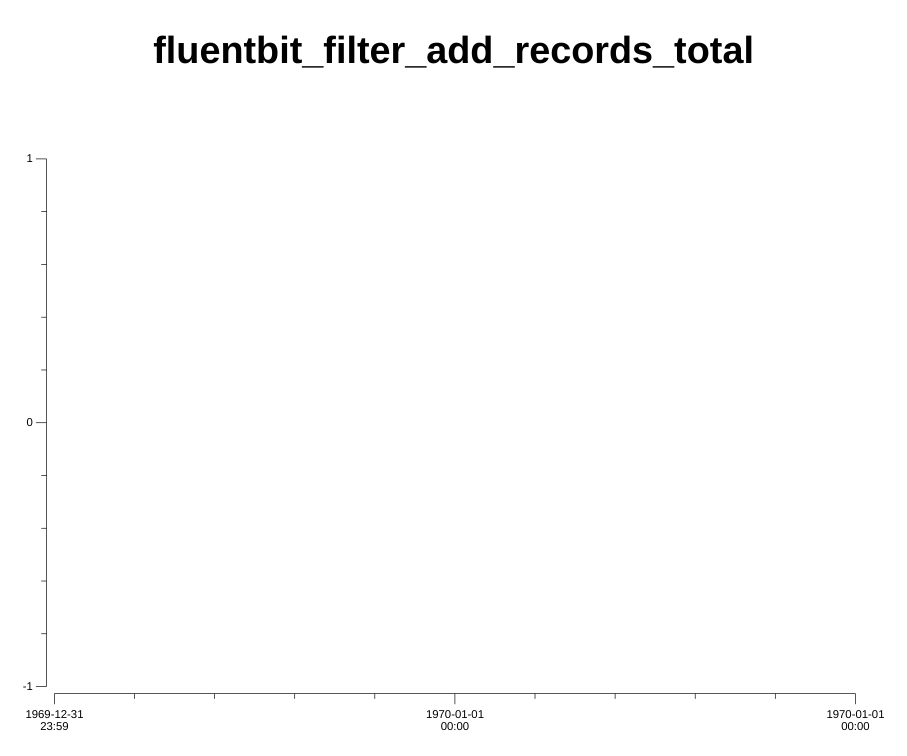 fluentbit_filter_add_records_total
1
0
-1
1969-12-31 1970-01-01 1970-01-01
23:59 00:00 00:00